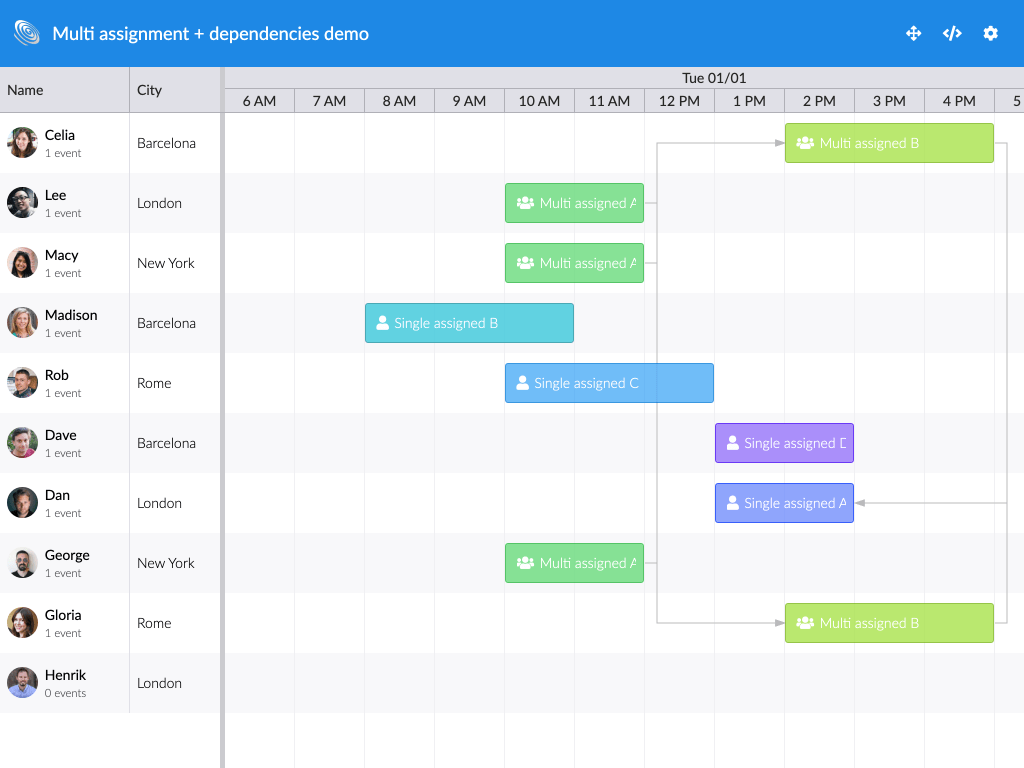 Multi assignment + dependencies demo
Name City Tue 01/01
6 AM 7 AM 8 AM 9 AM 10 AM 11 AM 12 PM 1 PM 2 PM 3 PM 4 PM 5
Celia
1 event
Barcelona
Multi assigned B
Lee
1 event
London
Multi assigned A
Macy
1 event
New York
Multi assigned A
Madison
1 event
Barcelona
Single assigned B
Rob
1 event
Rome
Single assigned C
Dave
1 event
Barcelona
Single assigned D
Dan
1 event
London
Single assigned A
George
1 event
New York
Multi assigned A
Gloria
1 event
Rome
Multi assigned B
Henrik
0 events
London